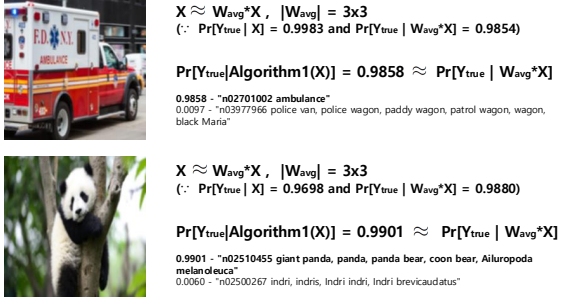 X ≈ Wavg*X , |Wavg| = 3x3
(∵ Pr[Ytrue | X] = 0.9983 and Pr[Ytrue | Wavg*X] = 0.9854)
F.D. N.Y.
AMBULANCE
Pr[Ytrue|Algorithm1(X)] = 0.9858 ≈ Pr[Ytrue | Wavg*X]
0.9858 - "n02701002 ambulance"
0.0097 - "n03977966 police van, police wagon, paddy wagon, patrol wagon, wagon,
black Maria"
X ≈ Wavg*X , |Wavg| = 3x3
(∵ Pr[Ytrue | X] = 0.9698 and Pr[Ytrue | Wavg*X] = 0.9880)
Pr[Ytrue|Algorithm1(X)] = 0.9901 ≈ Pr[Ytrue | Wavg*X]
0.9901 - "n02510455 giant panda, panda, panda bear, coon bear, Ailuropoda
melanoleuca"
0.0060 - "n02500267 indri, indris, Indri indri, Indri brevicaudatus"